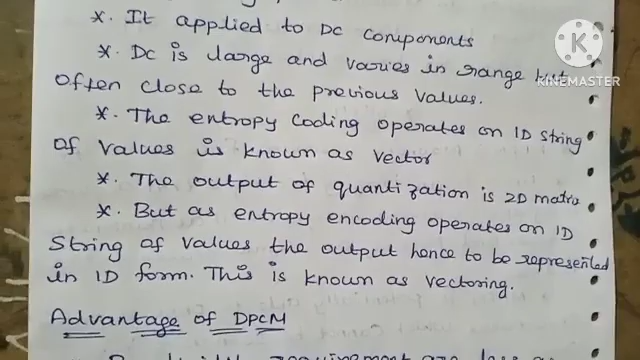 *. It applied to DC components
*. DC is large and varies in range but
often close to the previous values.
*. The entropy coding operates on 1D string
of values is known as vector
*. The output of quantization is 2D matrix
*. But as entropy encoding operates on 1D
string of values the output hence to be represented
in 1D form. This is known as vectoring.
Advantage of DPCM
requirement are less
K
KINEMASTER